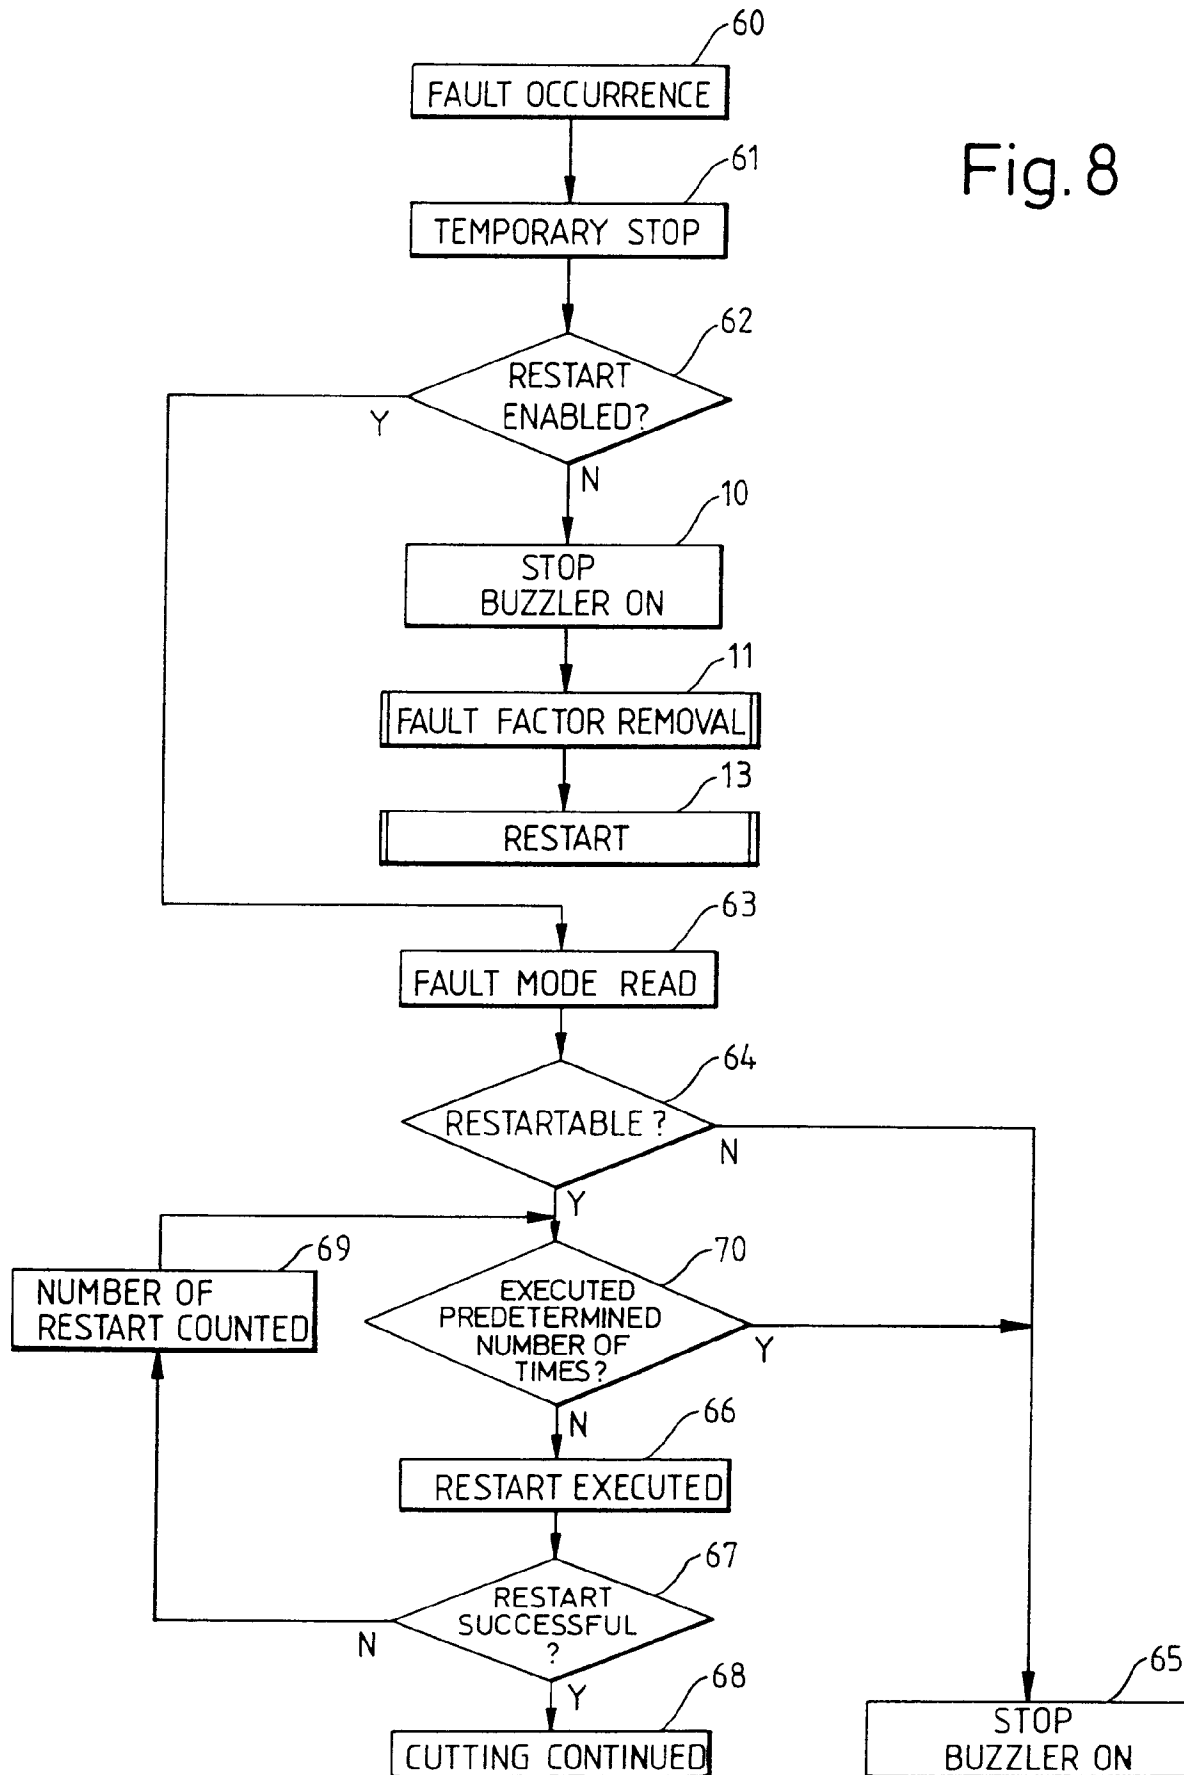 60
FAULT OCCURRENCE
Fig. 8
61
TEMPORARY STOP
62
RESTART
ENABLED?
Y
N
10
STOP
BUZZLER ON
11
FAULT FACTOR REMOVAL
13
RESTART
63
FAULT MODE READ
64
RESTARTABLE ?
N
Y
69
NUMBER OF
RESTART COUNTED
70
EXECUTED
PREDETERMINED
NUMBER OF
TIMES?
Y
N
66
RESTART EXECUTED
67
RESTART
SUCCESSFUL
?
N
Y
68
CUTTING CONTINUED
65
STOP
BUZZLER ON